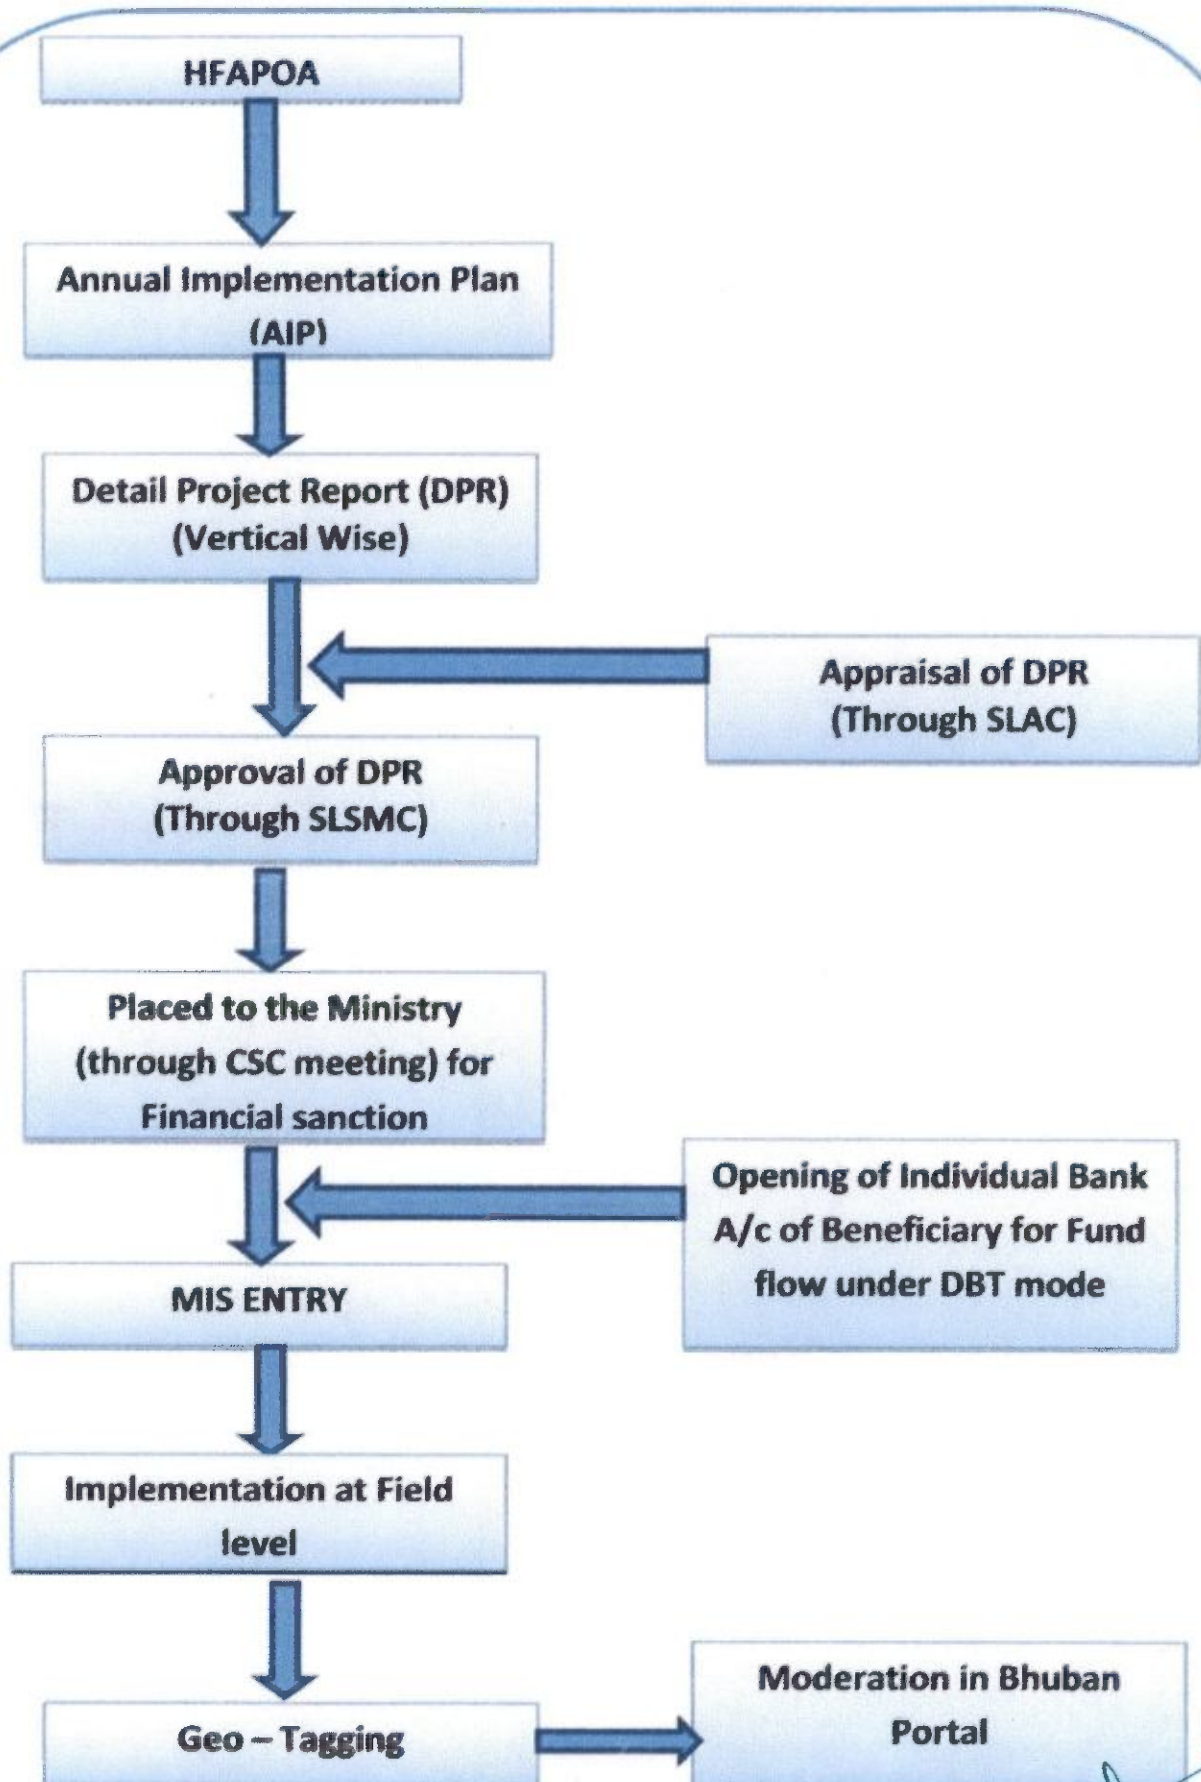 HFAPOA
Annual Implementation Plan
(AIP)
Detail Project Report (DPR)
(Vertical Wise)
Appraisal of DPR
(Through SLAC)
Approval of DPR
(Through SLSMC)
Placed to the Ministry
(through CSC meeting) for
Financial sanction
Opening of Individual Bank
A/c of Beneficiary for Fund
flow under DBT mode
MIS ENTRY
Implementation at Field
level
Geo – Tagging
Moderation in Bhuban
Portal